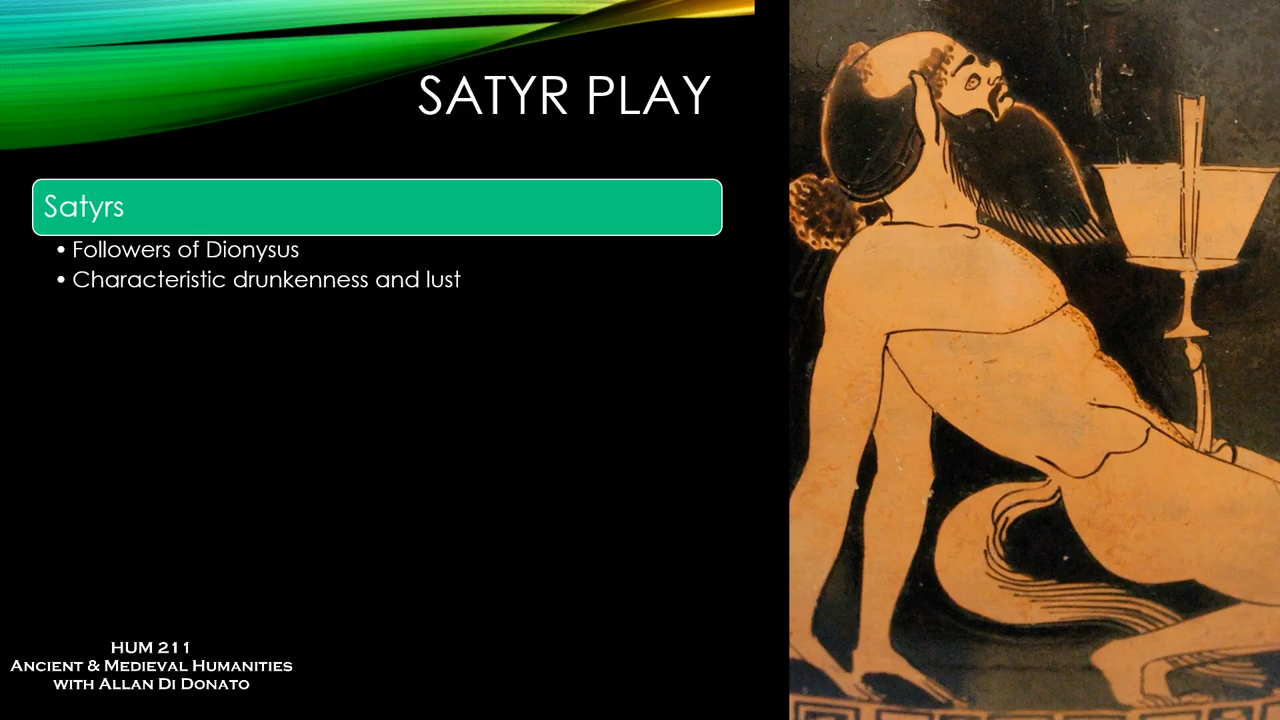 SATYR PLAY
Satyrs
• Followers of Dionysus
• Characteristic drunkenness and lust
HUM 211
Ancient & Medieval Humanities
with Allan Di Donato